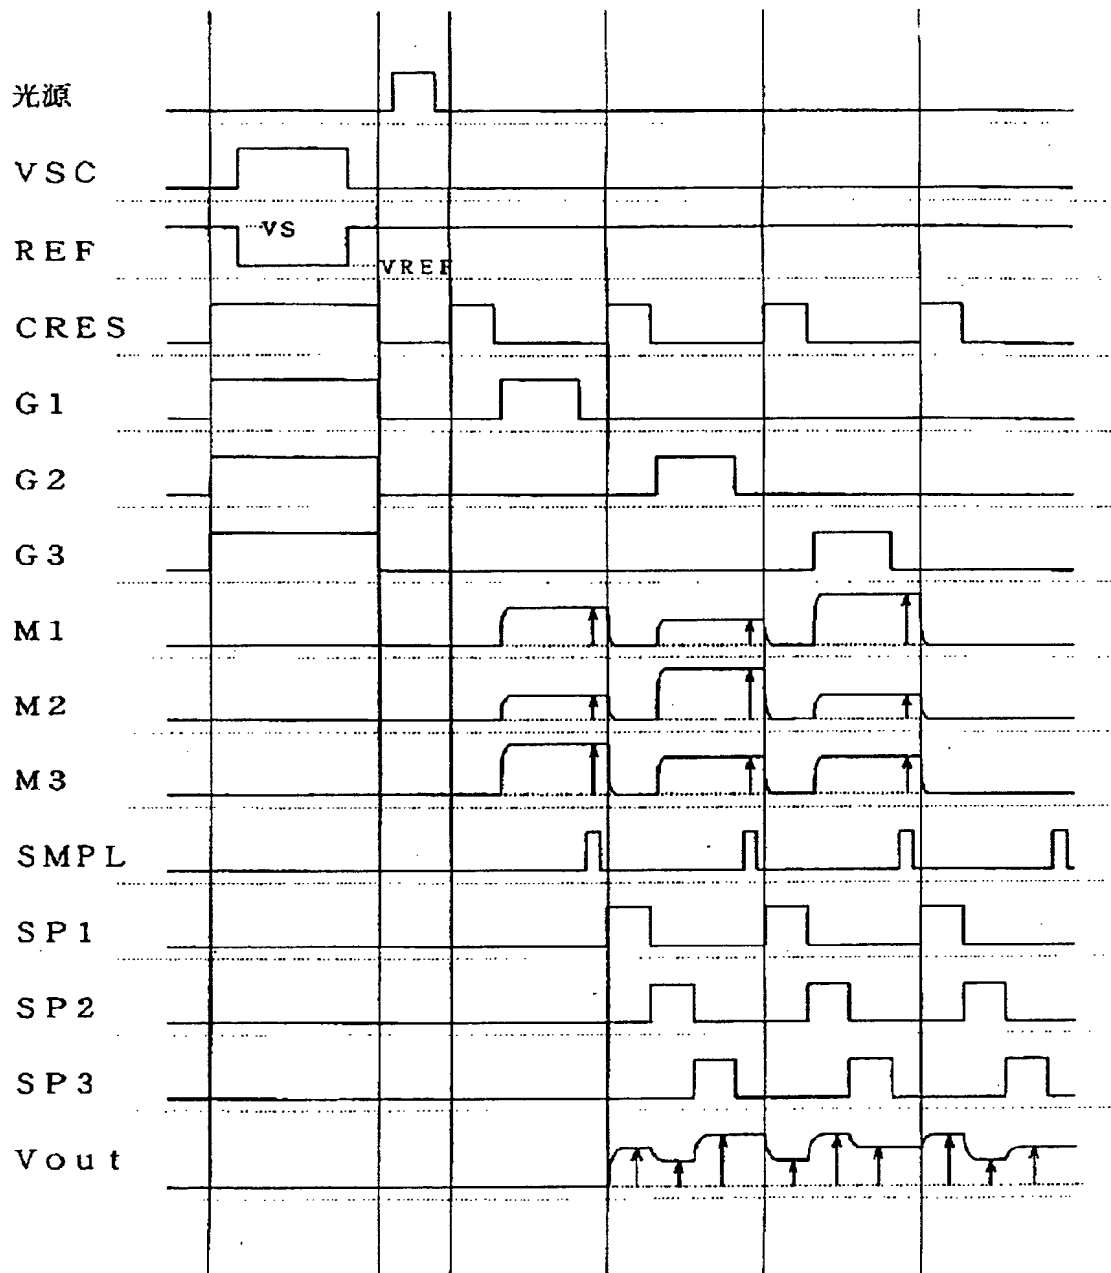 光源
VSC
VS
REF
VREF
CRES
G1
G2
G3
M1
M2
M3
SMPL
SP1
SP2
SP3
Vout